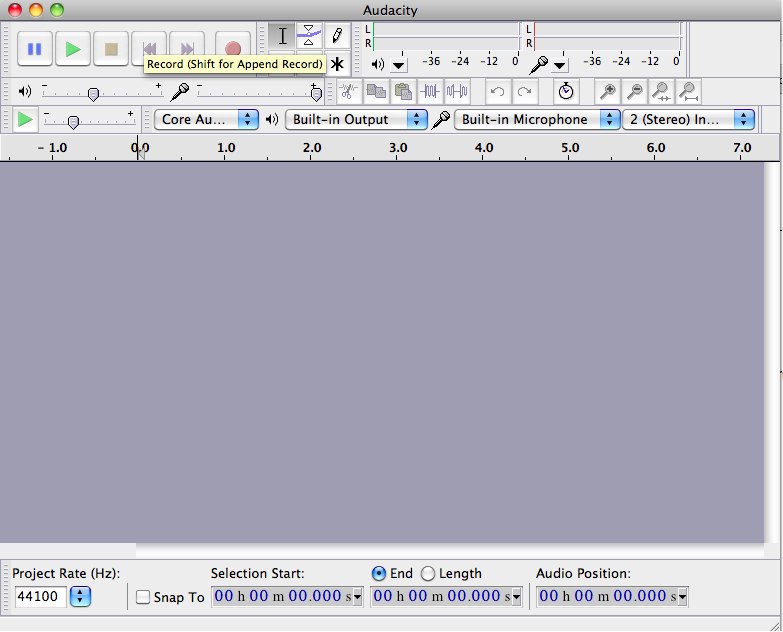 Audacity
L
R
L
R
-36 -24 -12 0
-36 -24 -12 0
Record (Shift for Append Record)
- + - +
- + Core Au... Built-in Output Built-in Microphone 2 (Stereo) In...
- 1.0 0.0 1.0 2.0 3.0 4.0 5.0 6.0 7.0
Project Rate (Hz): Selection Start: End Length Audio Position:
44100 Snap To 00 h 00 m 00.000 s 00 h 00 m 00.000 s 00 h 00 m 00.000 s